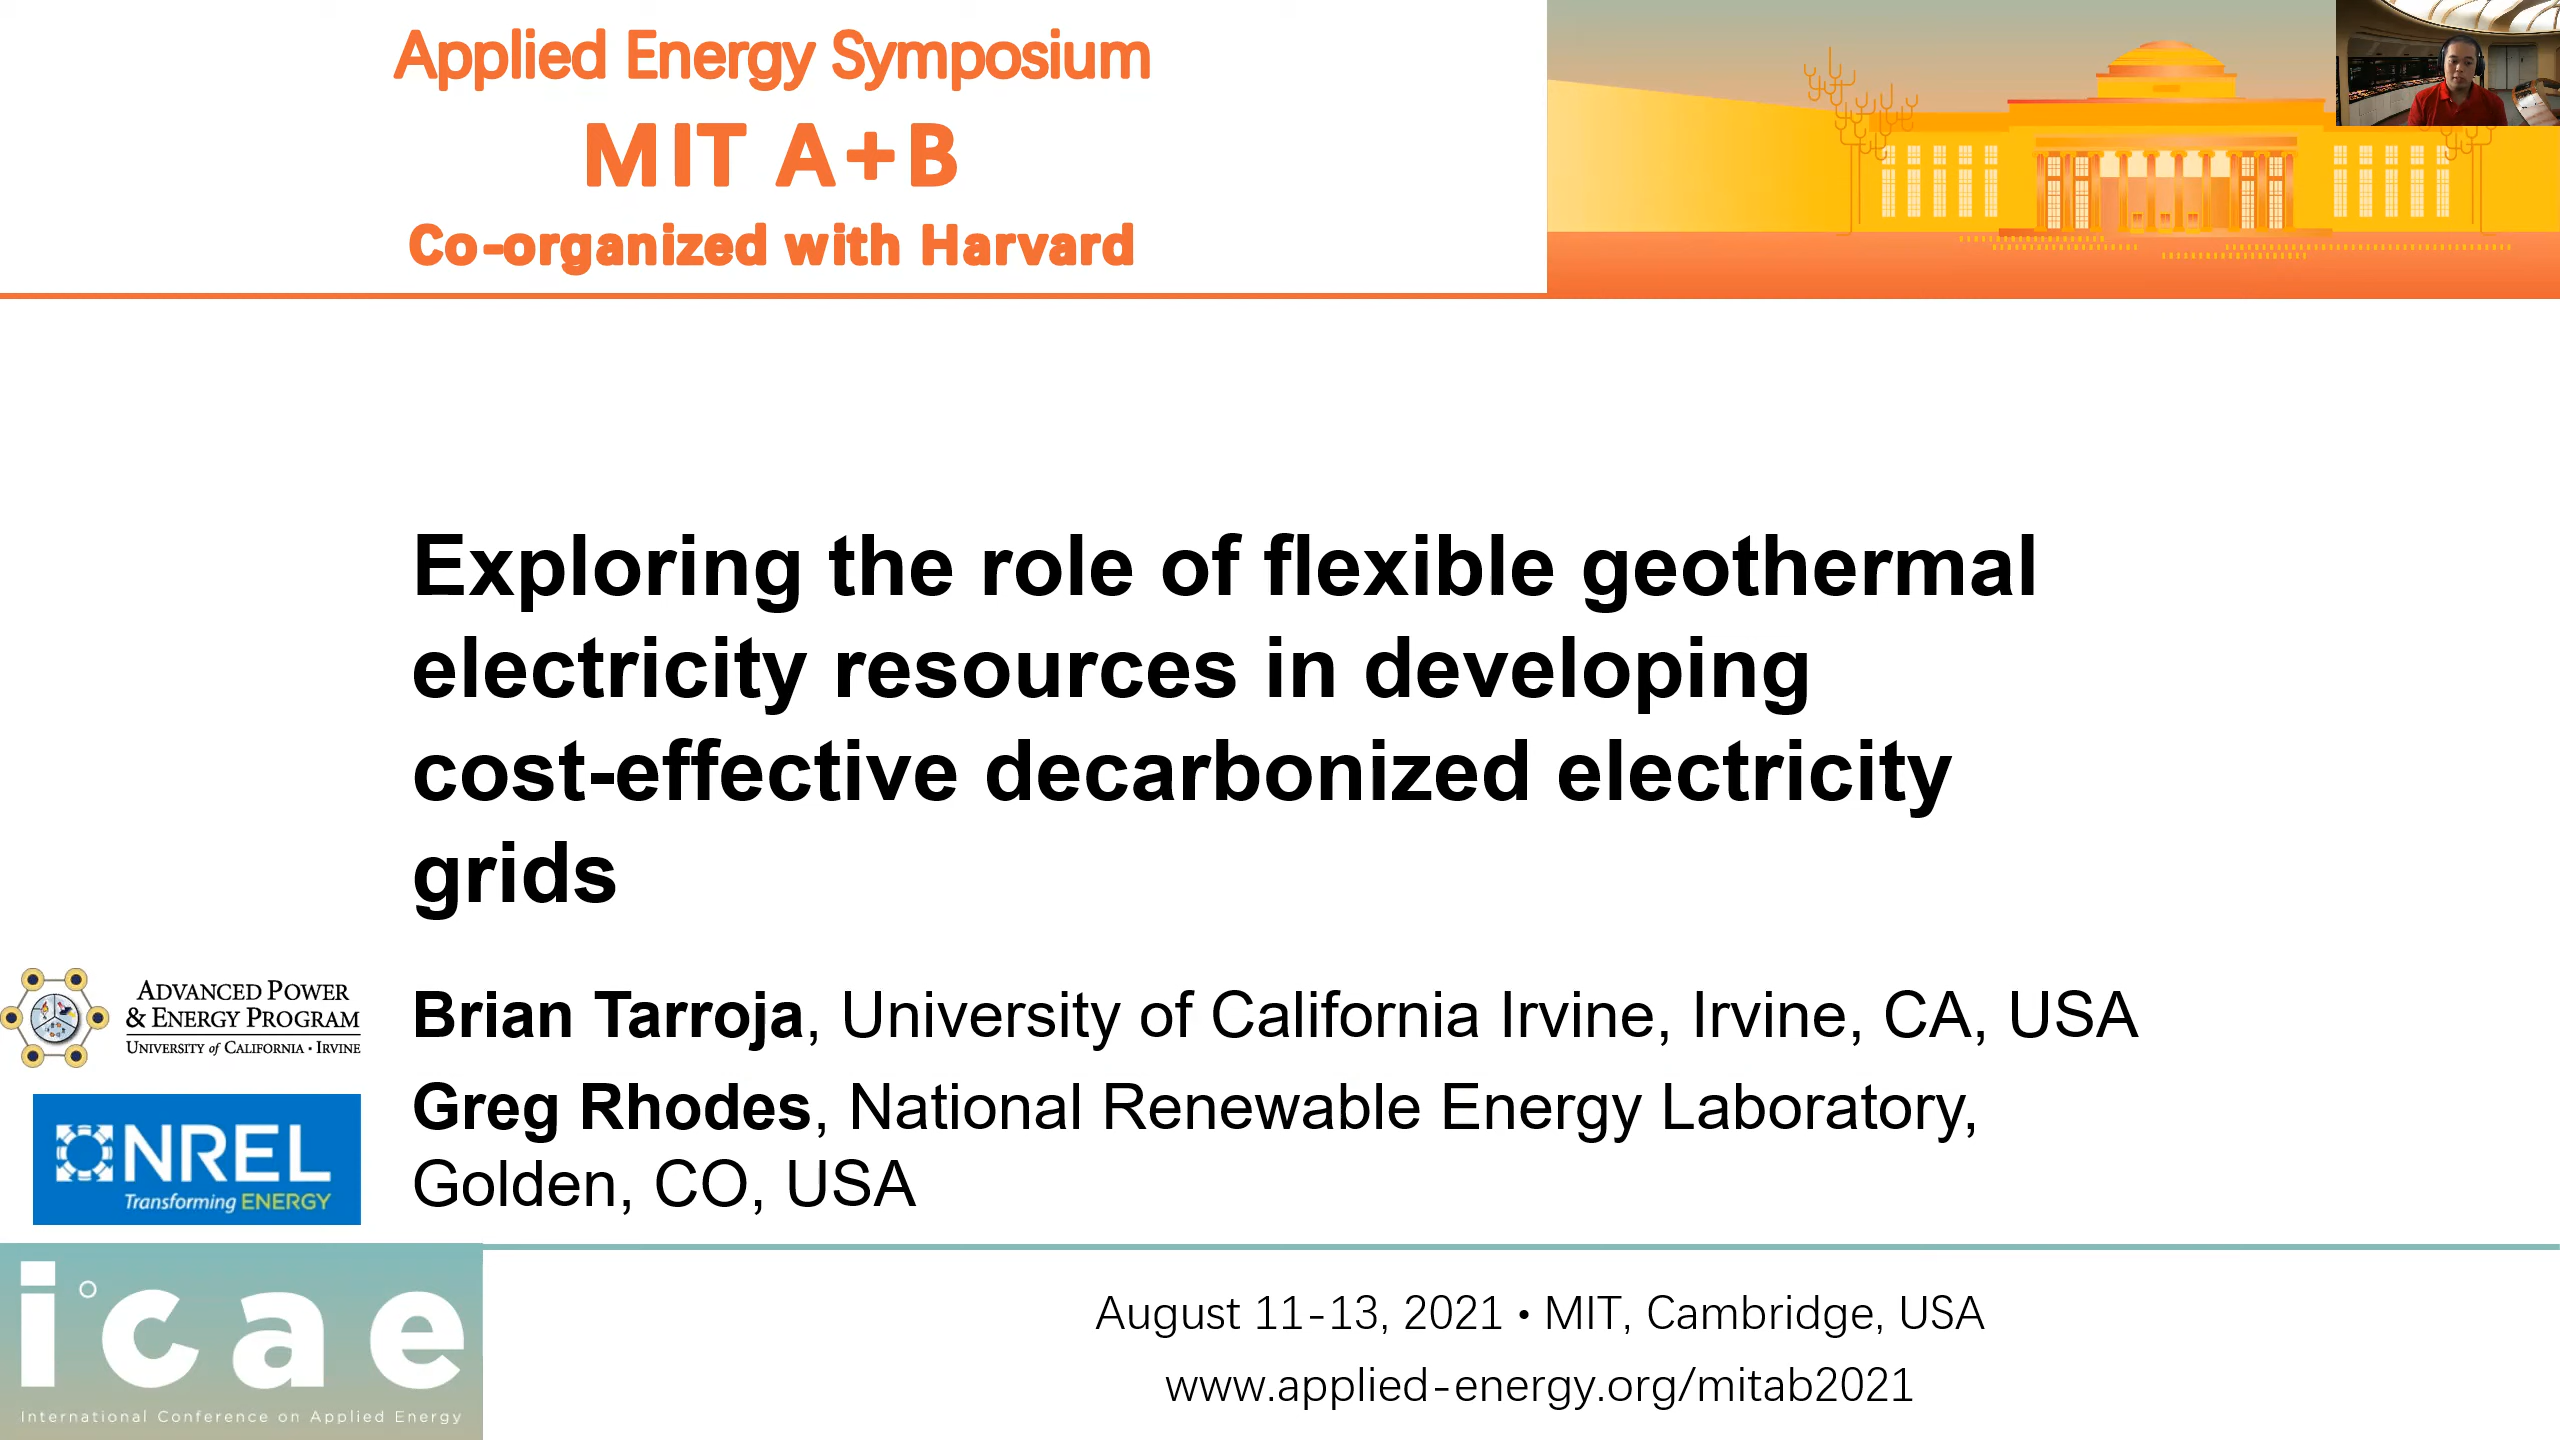 Applied Energy Symposium
MIT A+B
Co-organized with Harvard
Exploring the role of flexible geothermal
electricity resources in developing
cost-effective decarbonized electricity
grids
ADVANCED POWER
& ENERGY PROGRAM
UNIVERSITY of CALIFORNIA • IRVINE
Brian Tarroja, University of California Irvine, Irvine, CA, USA
Greg Rhodes, National Renewable Energy Laboratory,
Golden, CO, USA
NREL
Transforming ENERGY
i°cae
International Conference on Applied Energy
August 11-13, 2021 • MIT, Cambridge, USA
www.applied-energy.org/mitab2021